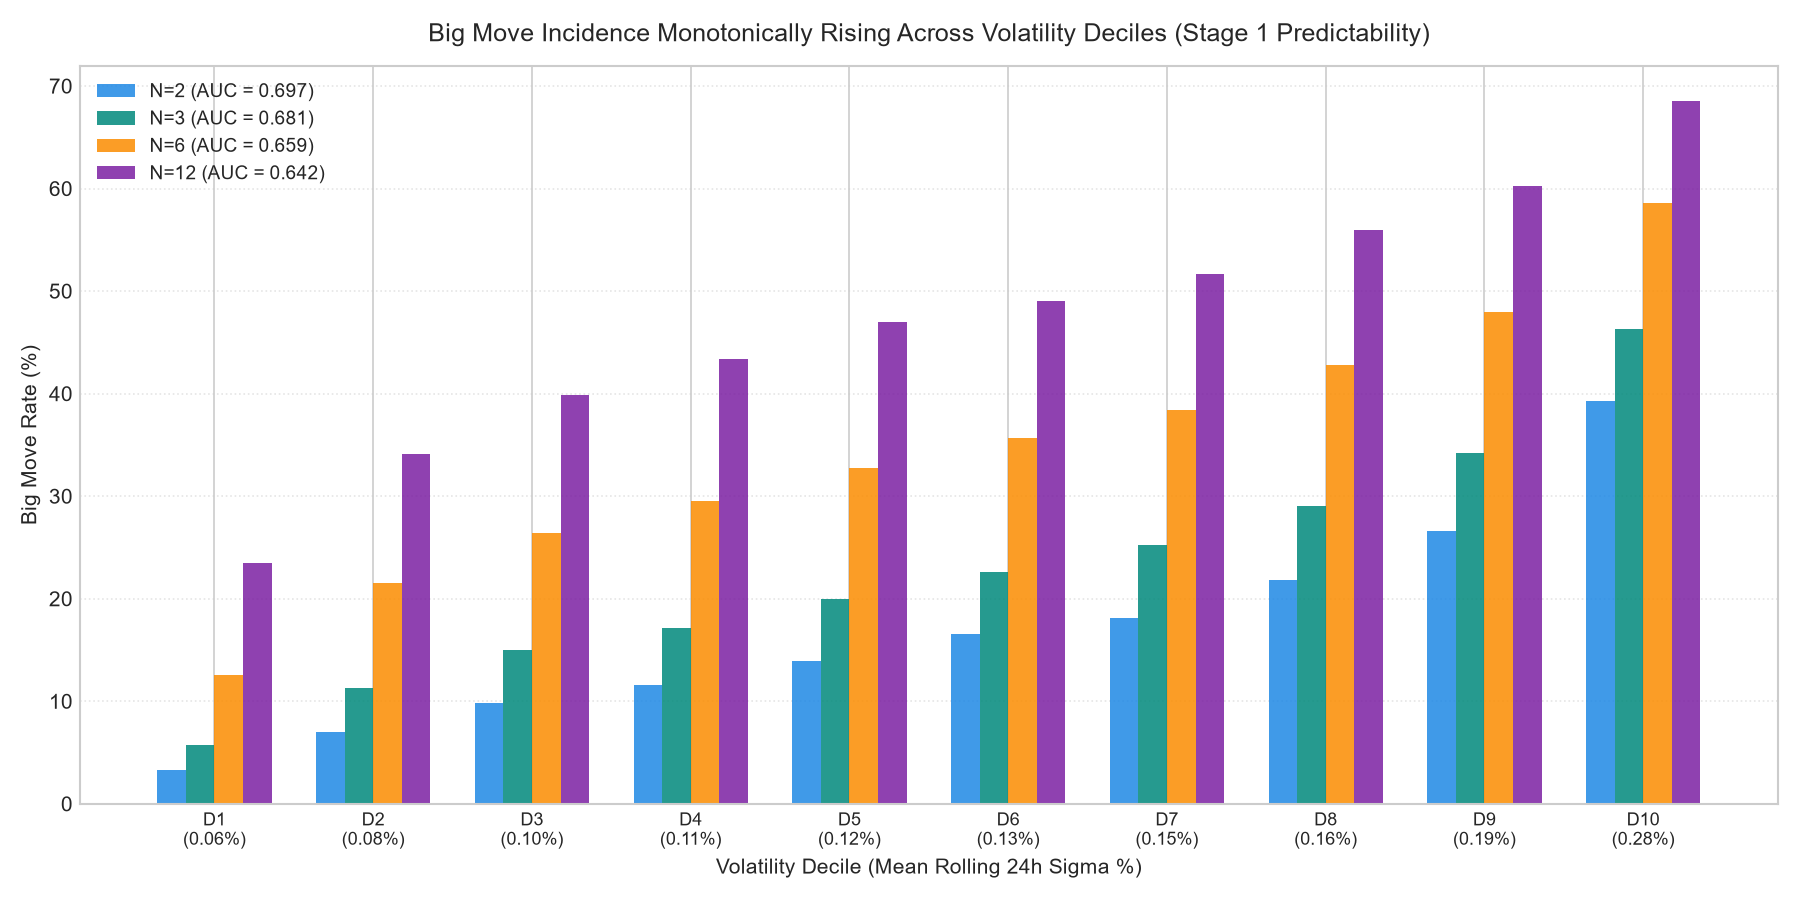 Big Move Incidence Monotonically Rising Across Volatility Deciles (Stage 1 Predictability)
N=2 (AUC = 0.697)
N=3 (AUC = 0.681)
N=6 (AUC = 0.659)
N=12 (AUC = 0.642)
Big Move Rate (%)
70
60
50
40
30
20
10
0
D1 D2 D3 D4 D5 D6 D7 D8 D9 D10
(0.06%) (0.08%) (0.10%) (0.11%) (0.12%) (0.13%) (0.15%) (0.16%) (0.19%) (0.28%)
Volatility Decile (Mean Rolling 24h Sigma %)